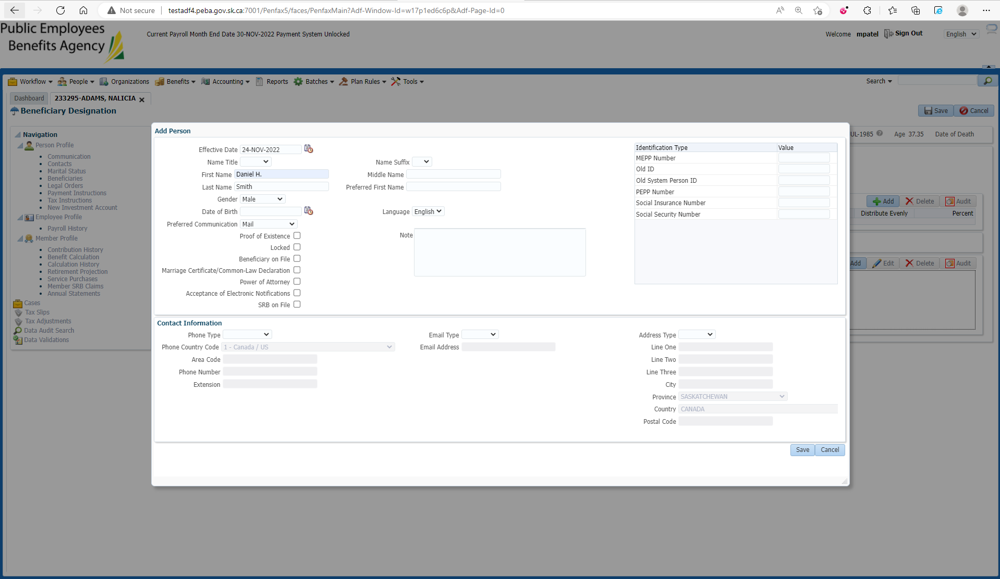 Not secure
testadf4.peba.gov.sk.ca:7001/Penfax5/faces/PenfaxMain?Adf-Window-Id=w17p1ed6c6p&Adf-Page-Id=0
Public Employees
Benefits Agency
Current Payroll Month End Date 30-NOV-2022 Payment System Unlocked
Welcome mpatel Sign Out English
Workflow People Organizations Benefits Accounting Reports Batches Plan Rules Tools Search
Dashboard 233295-ADAMS, NALICIA
Beneficiary Designation
Save Cancel
Navigation
Person Profile
Communication
Contacts
Marital Status
Beneficiaries
Legal Orders
Payment Instructions
Tax Instructions
New Investment Account
Employee Profile
Payroll History
Member Profile
Contribution History
Benefit Calculation
Calculation History
Retirement Projection
Service Purchases
Member SRB Claims
Annual Statements
Cases
Tax Slips
Tax Adjustments
Data Audit Search
Data Validations
UL-1985 Age 37.35 Date of Death
Add Delete Audit
Distribute Evenly Percent
Add Edit Delete Audit
Add Person
Effective Date 24-NOV-2022
Name Title Name Suffix
First Name Daniel H. Middle Name
Last Name Smith Preferred First Name
Gender Male
Date of Birth Language English
Preferred Communication Mail
Proof of Existence Note
Locked
Beneficiary on File
Marriage Certificate/Common-Law Declaration
Power of Attorney
Acceptance of Electronic Notifications
SRB on File
Identification Type Value
MEPP Number
Old ID
Old System Person ID
PEPP Number
Social Insurance Number
Social Security Number
Contact Information
Phone Type
Phone Country Code 1 - Canada / US
Area Code
Phone Number
Extension
Email Type
Email Address
Address Type
Line One
Line Two
Line Three
City
Province SASKATCHEWAN
Country CANADA
Postal Code
Save Cancel